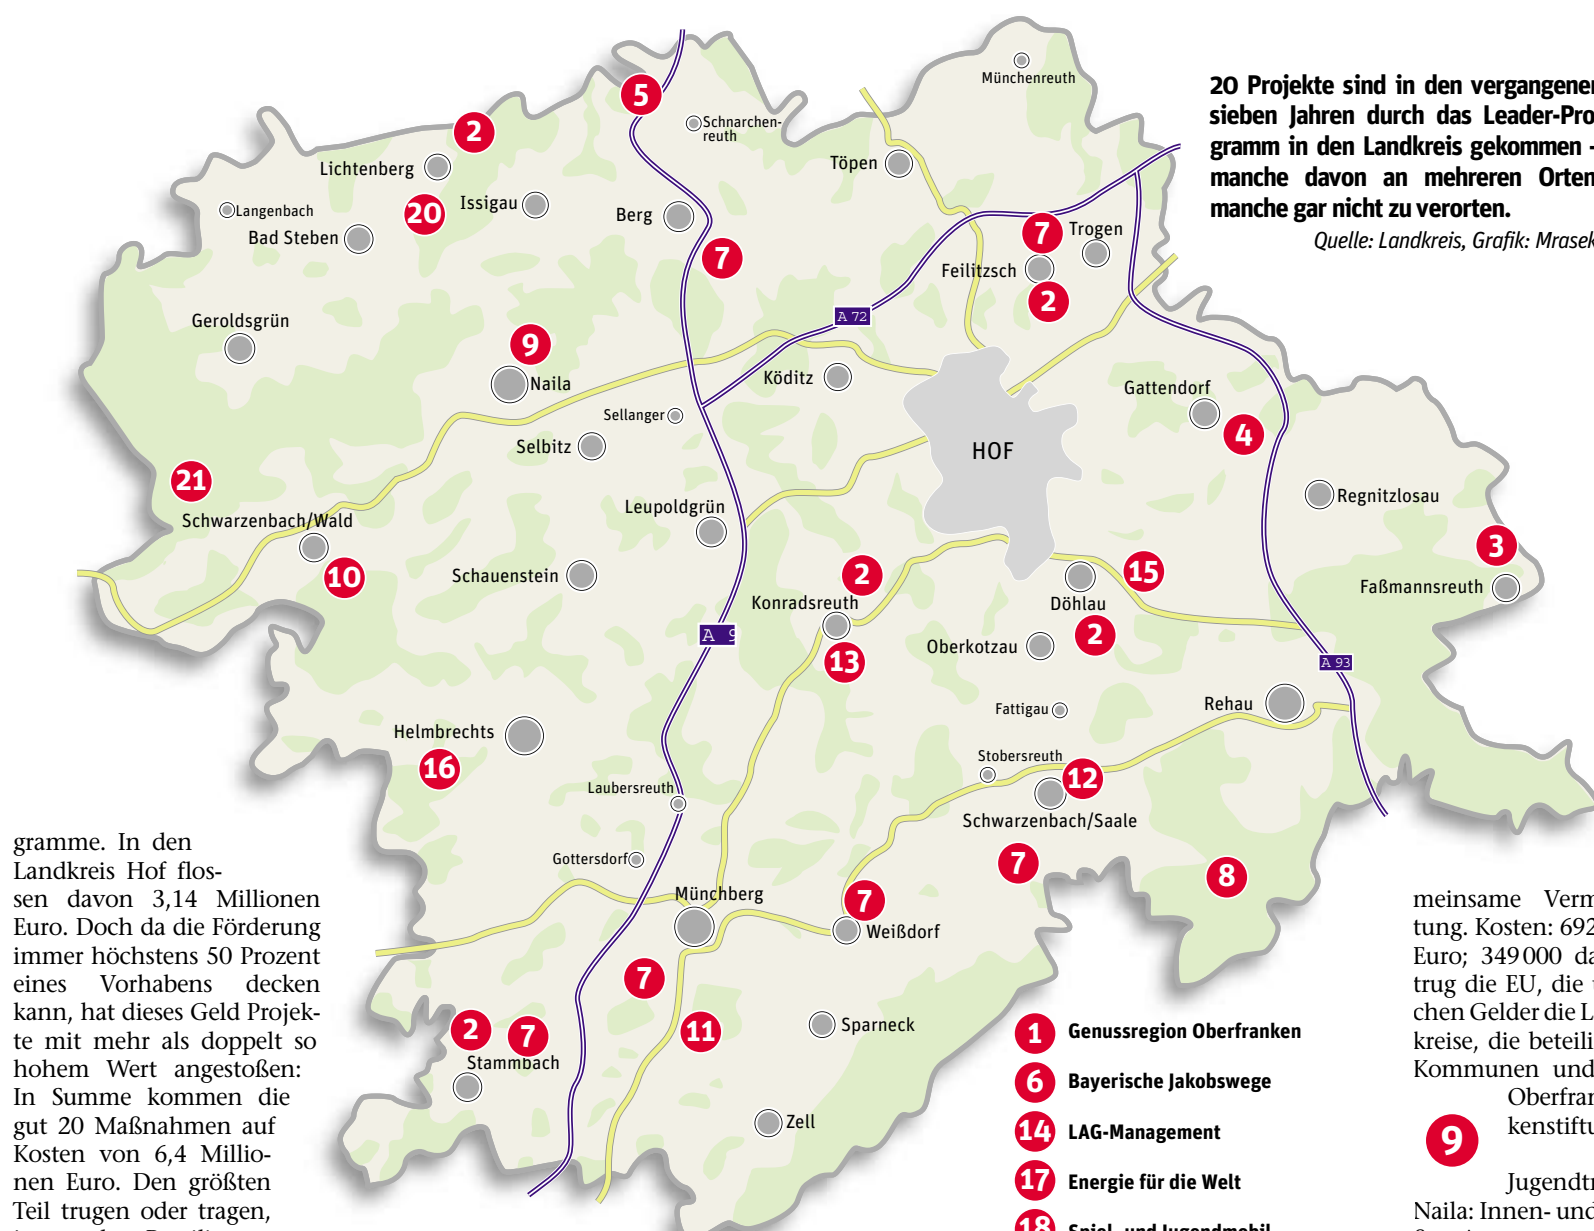 20 Projekte sind in den vergangenen
sieben Jahren durch das Leader-Pro-
gramm in den Landkreis gekommen -
manche davon an mehreren Orten
manche gar nicht zu verorten.
Quelle: Landkreis, Grafik: Mrasek
Münchenreuth
5
Schnarchen-
reuth
2
Lichtenberg
Töpen
Langenbach
20
Issigau
Berg
Bad Steben
7
7
Trogen
Feilitzsch
2
A 72
Geroldsgrün
9
Naila
Köditz
Gattendorf
Sellanger
4
Selbitz
HOF
21
Regnitzlosau
Leupoldgrün
Schwarzenbach/Wald
3
10
Schauenstein
2
15
Faßmannsreuth
Konradsreuth
Döhlau
A 9
2
Oberkotzau
13
A 93
Rehau
Fattigau
Helmbrechts
16
Stobersreuth
12
Laubersreuth
Schwarzenbach/Saale
Gottersdorf
7
8
Münchberg
7
Weißdorf
7
2
7
11
Sparneck
Stammbach
Zell
1 Genussregion Oberfranken
6 Bayerische Jakobswege
14 LAG-Management
17 Energie für die Welt
18 Spiel- und Jugendmobil
gramme. In den
Landkreis Hof flos-
sen davon 3,14 Millionen
Euro. Doch da die Förderung
immer höchstens 50 Prozent
eines Vorhabens decken
kann, hat dieses Geld Projek-
te mit mehr als doppelt so
hohem Wert angestoßen:
In Summe kommen die
gut 20 Maßnahmen auf
Kosten von 6,4 Millio-
nen Euro. Den größten
Teil trugen oder tragen,
meinsame
tung. Kosten: 692
Euro; 349 000
trug die EU, die
chen Gelder die
kreise, die
Kommunen und
kenstiftu
9
Naila: Innen- und